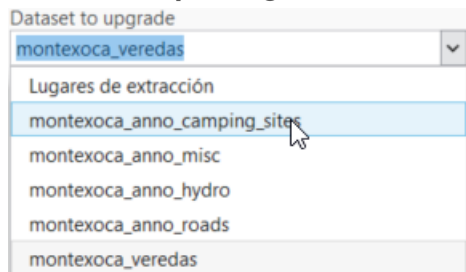 Dataset to upgrade
montexoca_veredas
Lugares de extracción
montexoca_anno_camping_sites
montexoca_anno_misc
montexoca_anno_hydro
montexoca_anno_roads
montexoca_veredas